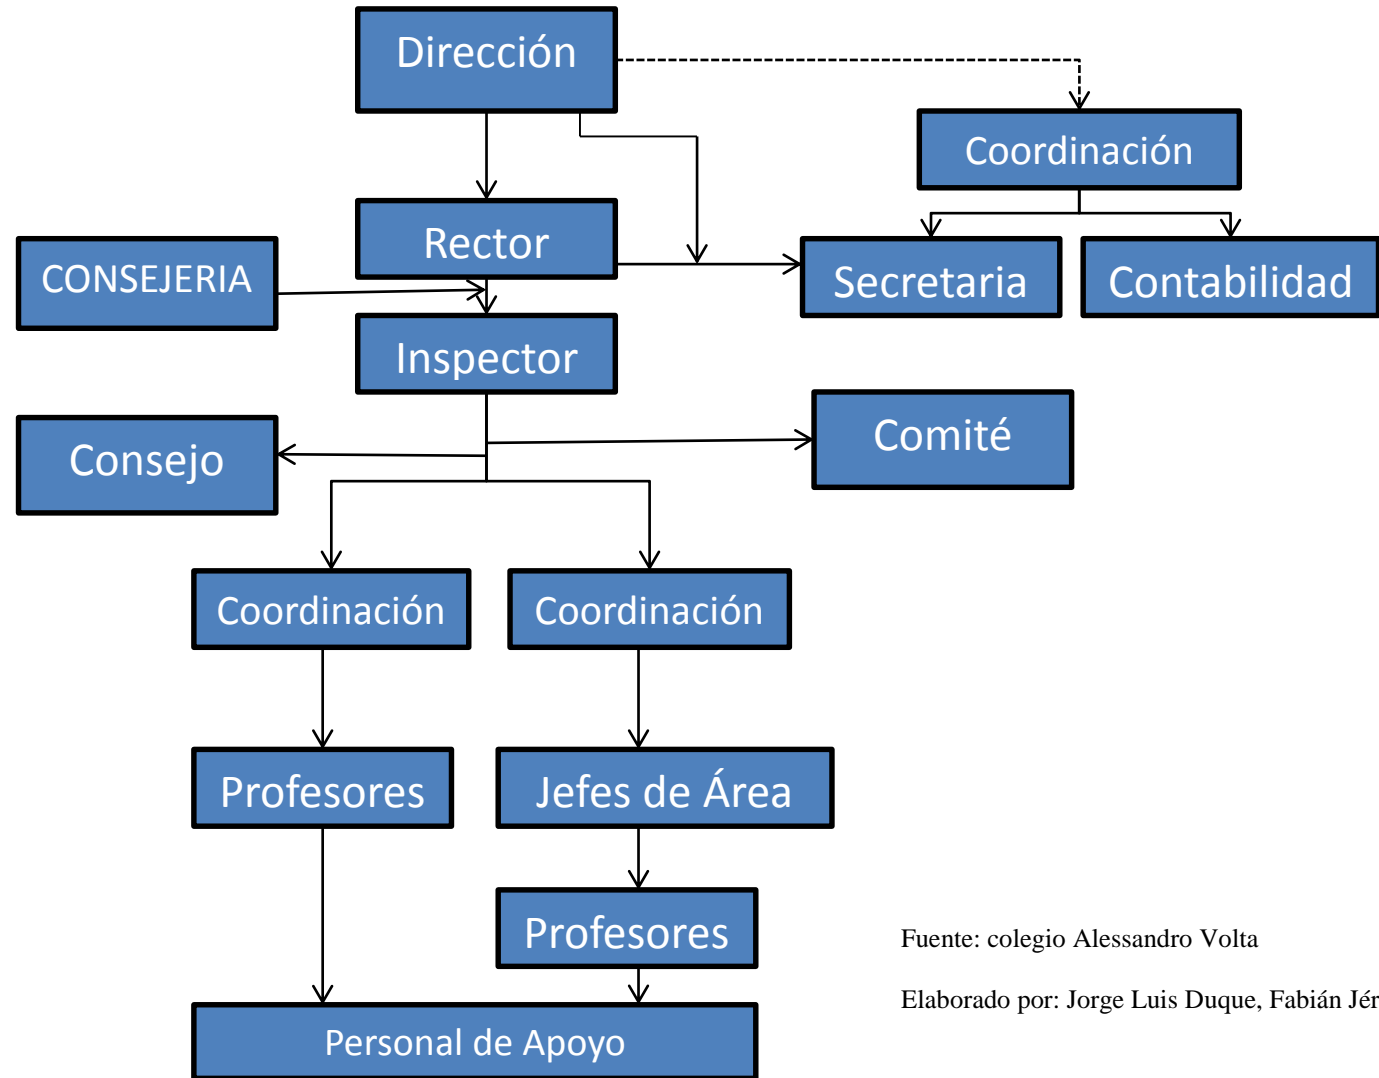 Dirección
Coordinación
Rector
CONSEJERIA
Secretaria
Contabilidad
Inspector
Comité
Consejo
Coordinación
Coordinación
Profesores
Jefes de Área
Profesores
Fuente: colegio Alessandro Volta
Elaborado por: Jorge Luis Duque, Fabián Jér
Personal de Apoyo